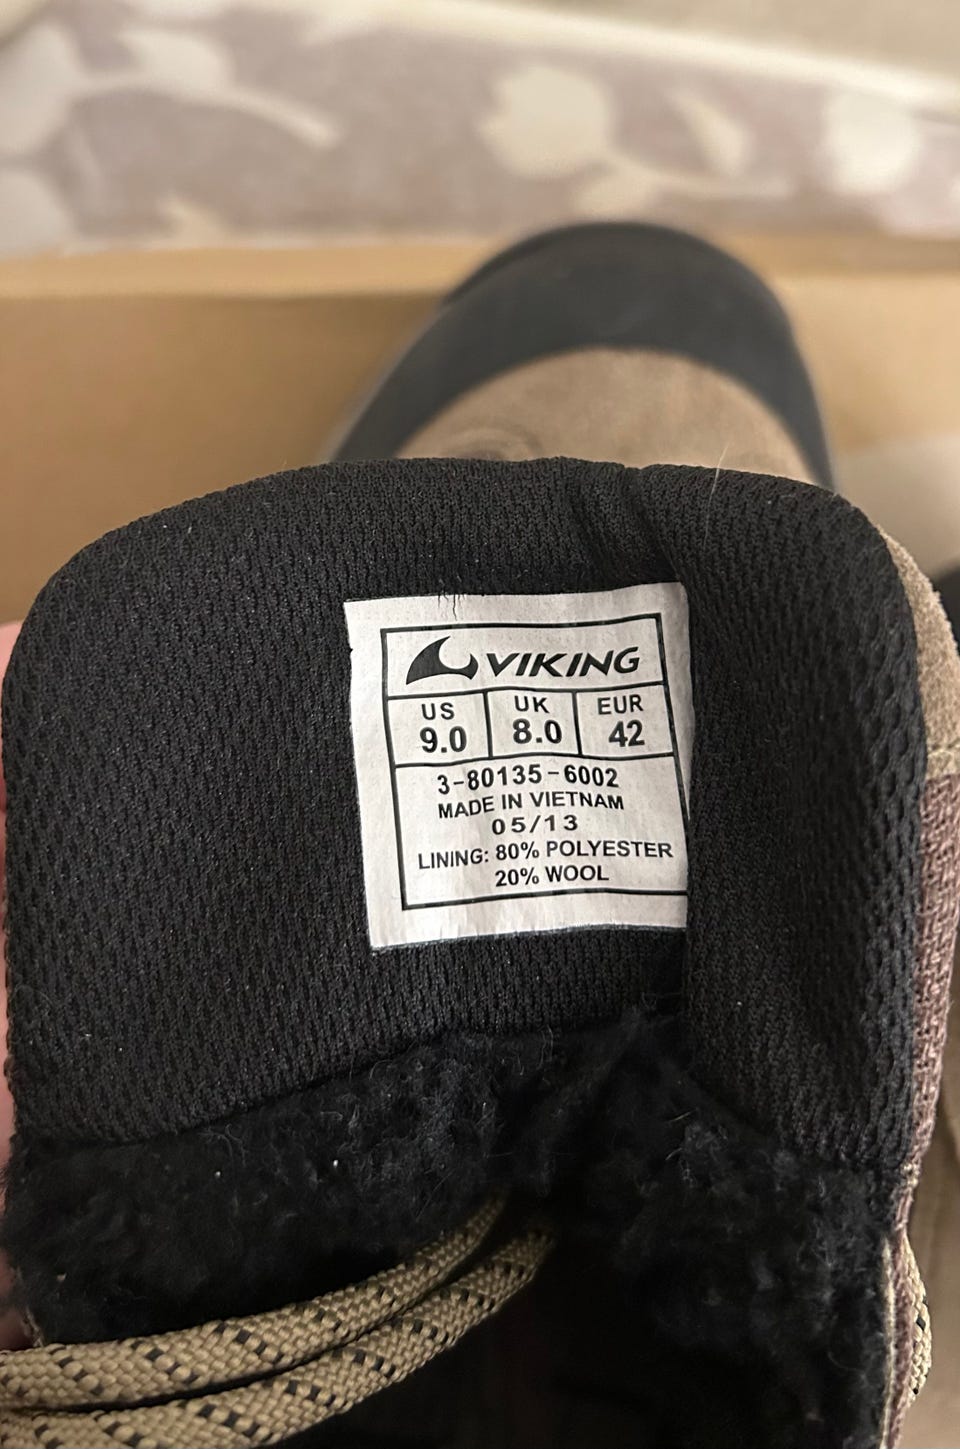 VIKING
US UK EUR
9.0 8.0 42
3-80135-6002
MADE IN VIETNAM
05/13
LINING: 80% POLYESTER
20% WOOL